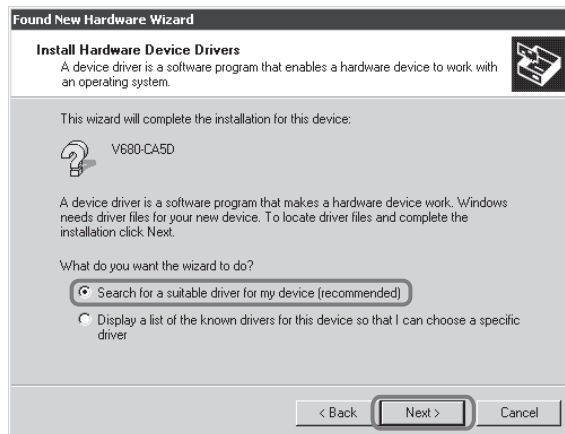 Found New Hardware Wizard
Install Hardware Device Drivers
A device driver is a software program that enables a hardware device to work with
an operating system.
This wizard will complete the installation for this device:
V680-CA5D
A device driver is a software program that makes a hardware device work. Windows
needs driver files for your new device. To locate driver files and complete the
installation click Next.
What do you want the wizard to do?
Search for a suitable driver for my device (recommended)
Display a list of the known drivers for this device so that I can choose a specific
driver
< Back
Next >
Cancel